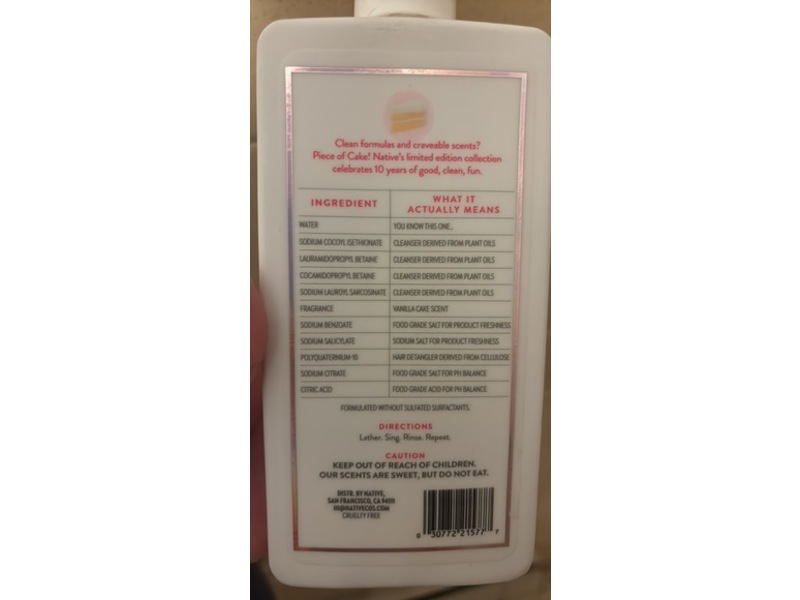 Clean formulas and craveable scents?
Piece of Cake! Native's limited edition collection
celebrates 10 years of good, clean, fun.
INGREDIENT WHAT IT ACTUALLY MEANS
WATER YOU KNOW THIS ONE..
SODIUM COCOYL ISETHIONATE CLEANSER DERIVED FROM PLANT OILS
LAURAMIDOPROPYL BETAINE CLEANSER DERIVED FROM PLANT OILS
COCAMIDOPROPYL BETAINE CLEANSER DERIVED FROM PLANT OILS
SODIUM LAUROYL SARCOSINATE CLEANSER DERIVED FROM PLANT OILS
FRAGRANCE VANILLA CAKE SCENT
SODIUM BENZOATE FOOD GRADE SALT FOR PRODUCT FRESHNESS
SODIUM SALICYLATE SODIUM SALT FOR PRODUCT FRESHNESS
POLYQUATERNIUM-10 HAIR DETANGLER DERIVED FROM CELLULOSE
SODIUM CITRATE FOOD GRADE SALT FOR PH BALANCE
CITRIC ACID FOOD GRADE ACID FOR PH BALANCE
FORMULATED WITHOUT SULFATED SURFACTANTS.
DIRECTIONS
Lather. Sing. Rinse. Repeat.
CAUTION
KEEP OUT OF REACH OF CHILDREN.
OUR SCENTS ARE SWEET, BUT DO NOT EAT.
DISTR. BY NATIVE,
SAN FRANCISCO, CA 94111
HI@NATIVECOS.COM
CRUELTY FREE
0 30772 21577 7